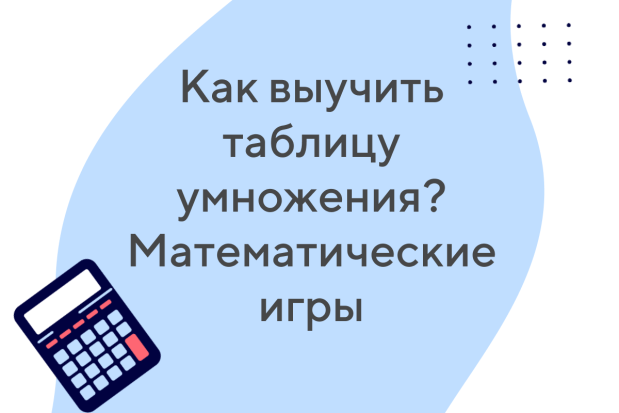 Как выучить
таблицу
умножения?
Математические
игры